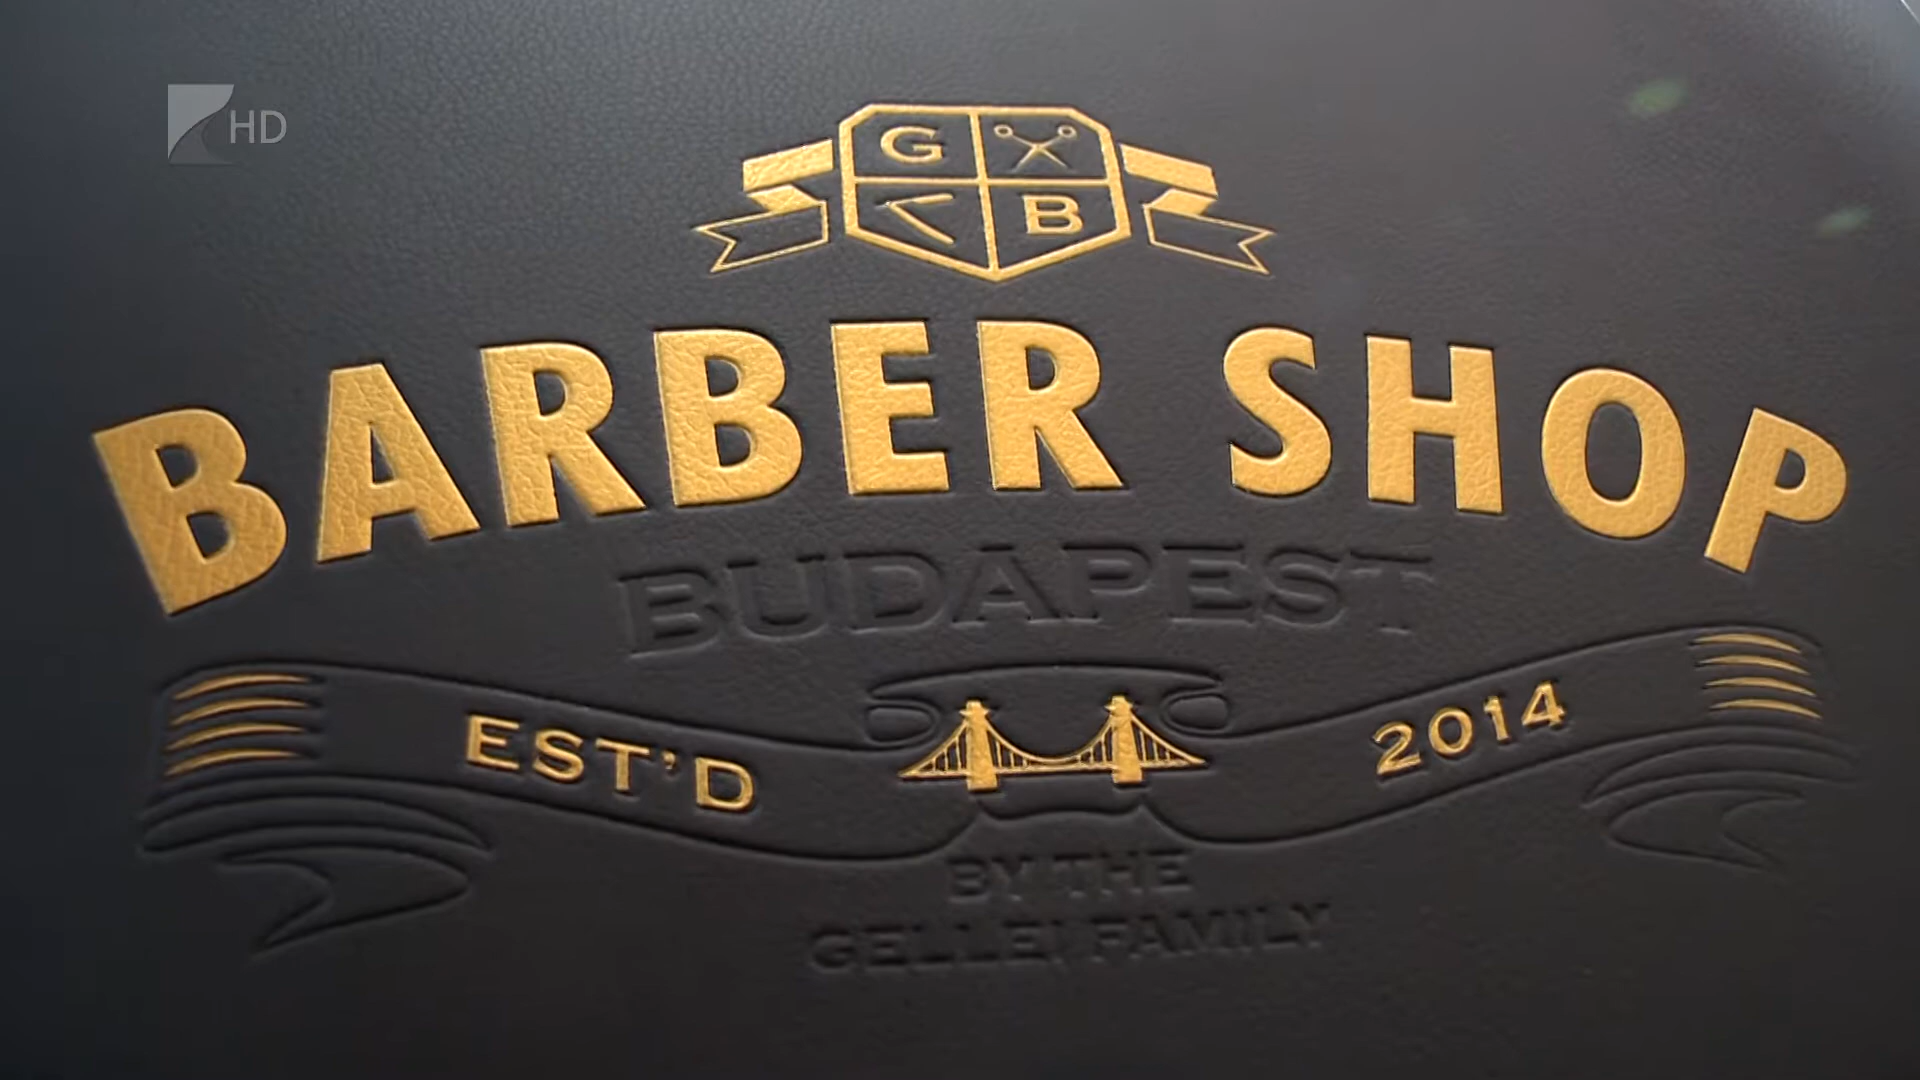 HD
G
B
BARBER SHOP
BUDAPEST
EST'D 2014
BY THE
GELLEI FAMILY